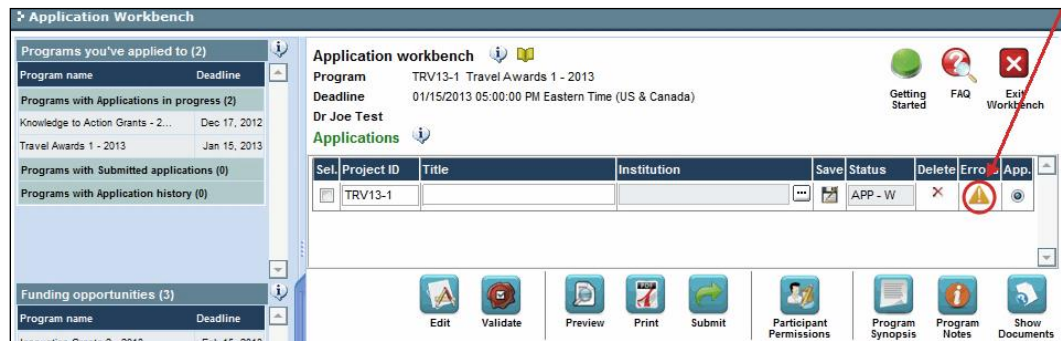 Application Workbench
Programs you've applied to (2)
Program name Deadline
Programs with Applications in progress (2)
Knowledge to Action Grants - 2... Dec 17, 2012
Travel Awards 1 - 2013 Jan 15, 2013
Programs with Submitted applications (0)
Programs with Application history (0)
Funding opportunities (3)
Program name Deadline
Application workbench
Program TRV13-1 Travel Awards 1 - 2013
Deadline 01/15/2013 05:00:00 PM Eastern Time (US & Canada)
Dr Joe Test
Applications
Getting Started
FAQ
Exit Workbench
Sel. Project ID Title Institution Save Status Delete Errors App.
TRV13-1 APP - W
Edit Validate Preview Print Submit Participant Permissions Program Synopsis Program Notes Show Documents